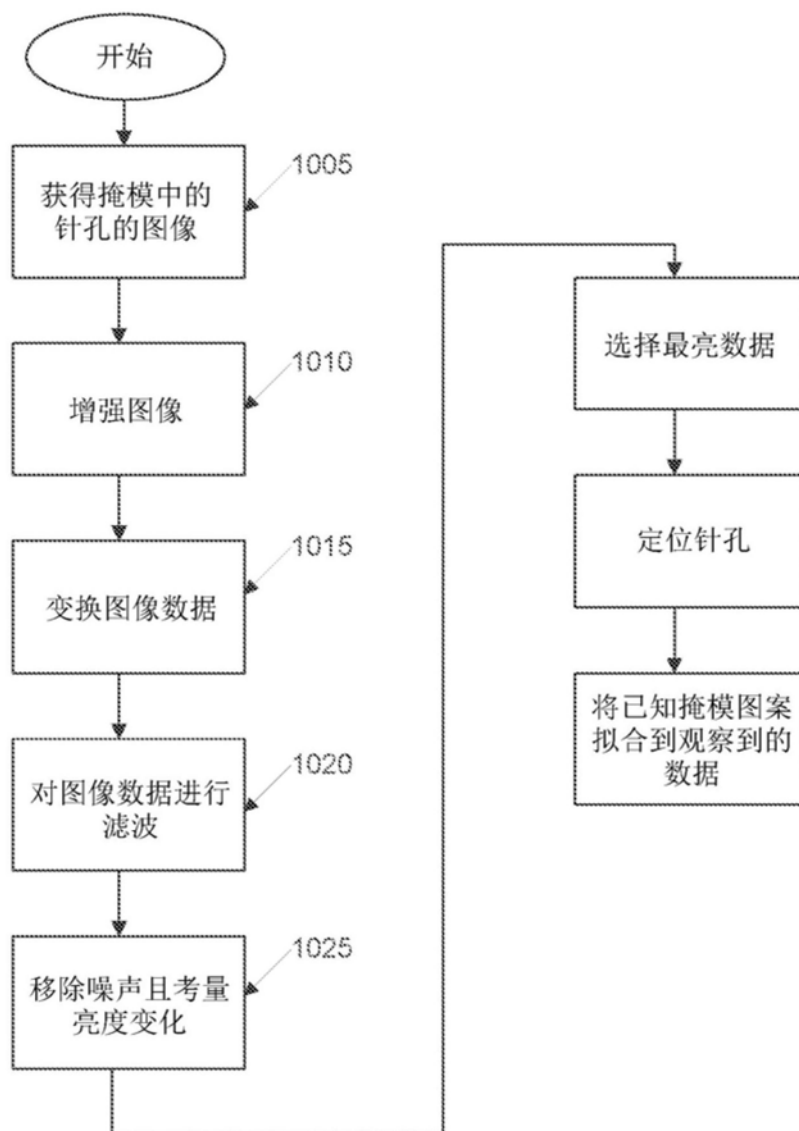 开始
1005
获得掩模中的
针孔的图像
1010
增强图像
1015
变换图像数据
1020
对图像数据进行
滤波
1025
移除噪声且考量
亮度变化
选择最亮数据
定位针孔
将已知掩模图案
拟合到观察到的
数据